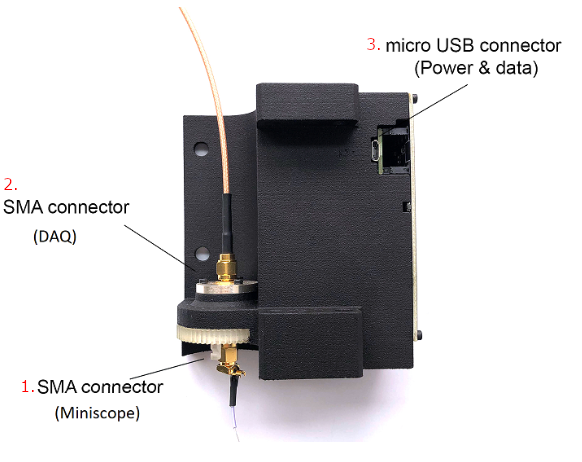 3. micro USB connector
(Power & data)
2.
SMA connector
(DAQ)
1. SMA connector
(Miniscope)